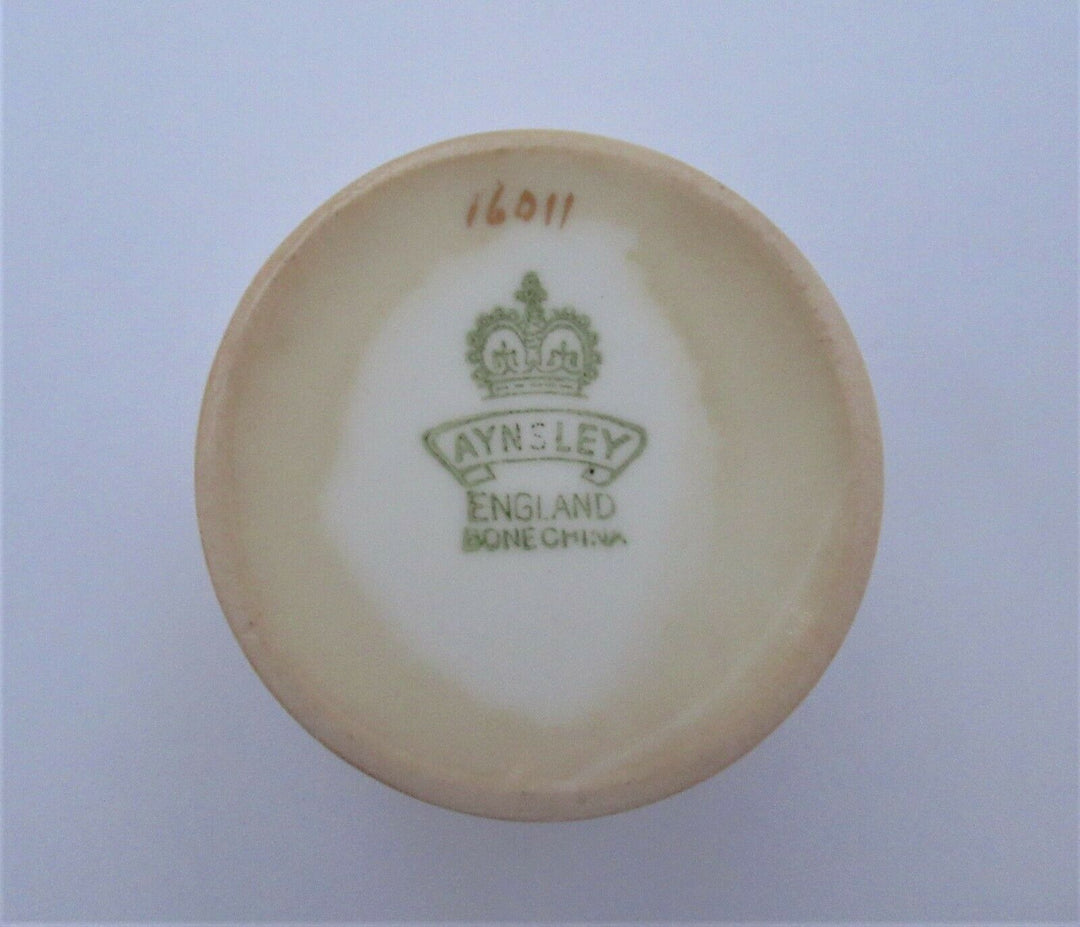 16011
AYNSLEY
ENGLAND
BONE CHINA